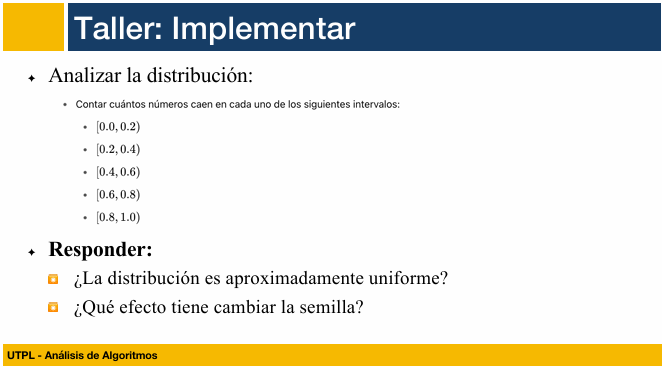 Taller: Implementar
Analizar la distribución:
Contar cuántos números caen en cada uno de los siguientes intervalos:
[0.0, 0.2)
[0.2, 0.4)
[0.4, 0.6)
[0.6, 0.8)
[0.8, 1.0)
Responder:
¿La distribución es aproximadamente uniforme?
¿Qué efecto tiene cambiar la semilla?
UTPL - Análisis de Algoritmos